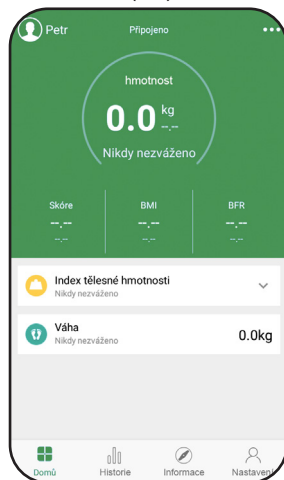 Petr
Připojeno
hmotnost
0.0 kg
--.--
Nikdy nezváženo
Skóre BMI BFR
--.-- --.-- --.--
--.-- --.-- --.--
Index tělesné hmotnosti
Nikdy nezváženo
Váha
Nikdy nezváženo
0.0kg
Domů Historie Informace Nastavení